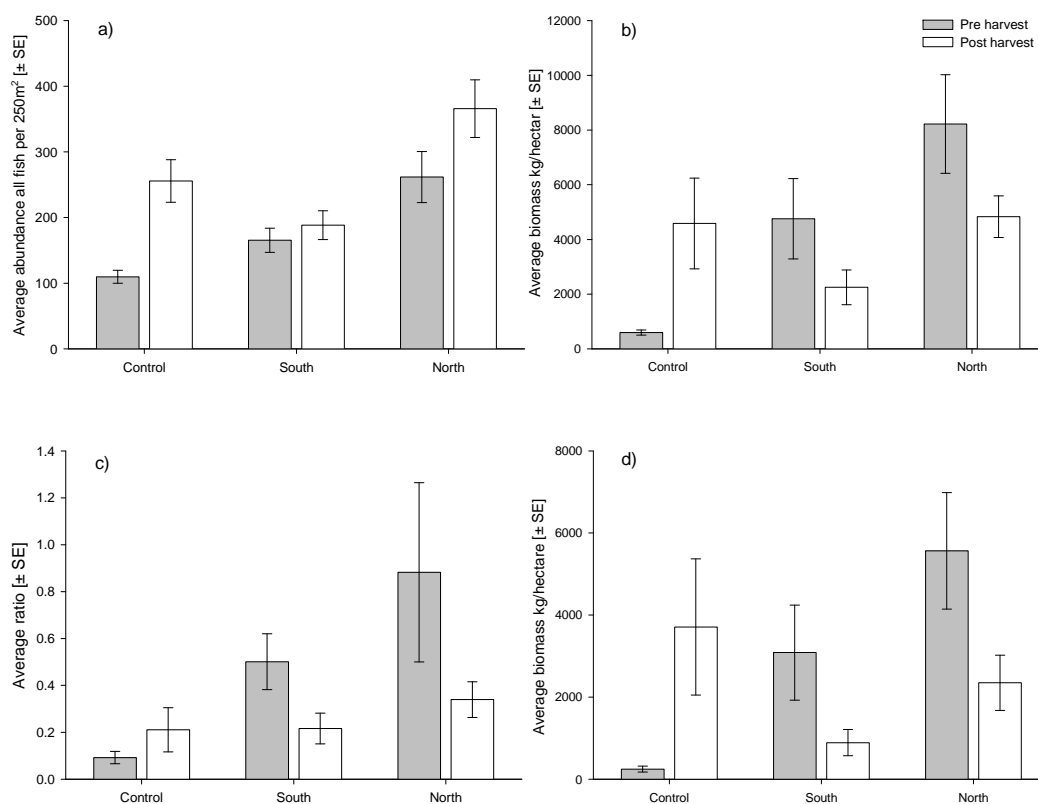 a)
Average abundance all fish per 250m² [± SE]
500
400
300
200
100
0
Control South North
b)
Pre harvest
Post harvest
Average biomass kg/hectar [± SE]
12000
10000
8000
6000
4000
2000
0
Control South North
c)
Average ratio [± SE]
1.4
1.2
1.0
0.8
0.6
0.4
0.2
0.0
Control South North
d)
Average biomass kg/hectare [± SE]
8000
6000
4000
2000
0
Control South North